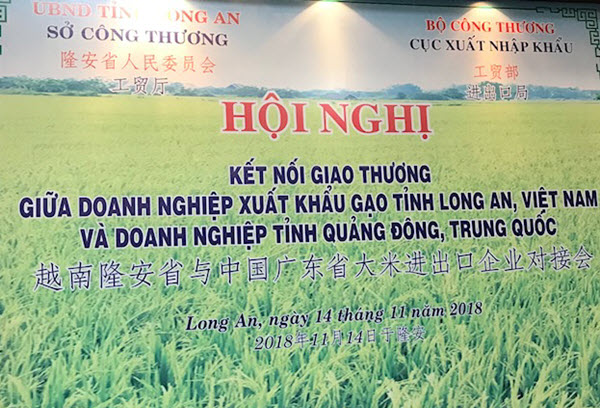 UBND TỈNH LONG AN
SỞ CÔNG THƯƠNG
隆安省人民委员会
工贸厅
BỘ CÔNG THƯƠNG
CỤC XUẤT NHẬP KHẨU
工贸部
进出口局
HỘI NGHỊ
KẾT NỐI GIAO THƯƠNG
GIỮA DOANH NGHIỆP XUẤT KHẨU GẠO TỈNH LONG AN, VIỆT NAM
VÀ DOANH NGHIỆP TỈNH QUẢNG ĐÔNG, TRUNG QUỐC
越南隆安省与中国广东省大米进出口企业对接会
Long An, ngày 14 tháng 11 năm 2018
2018年11月14日于隆安